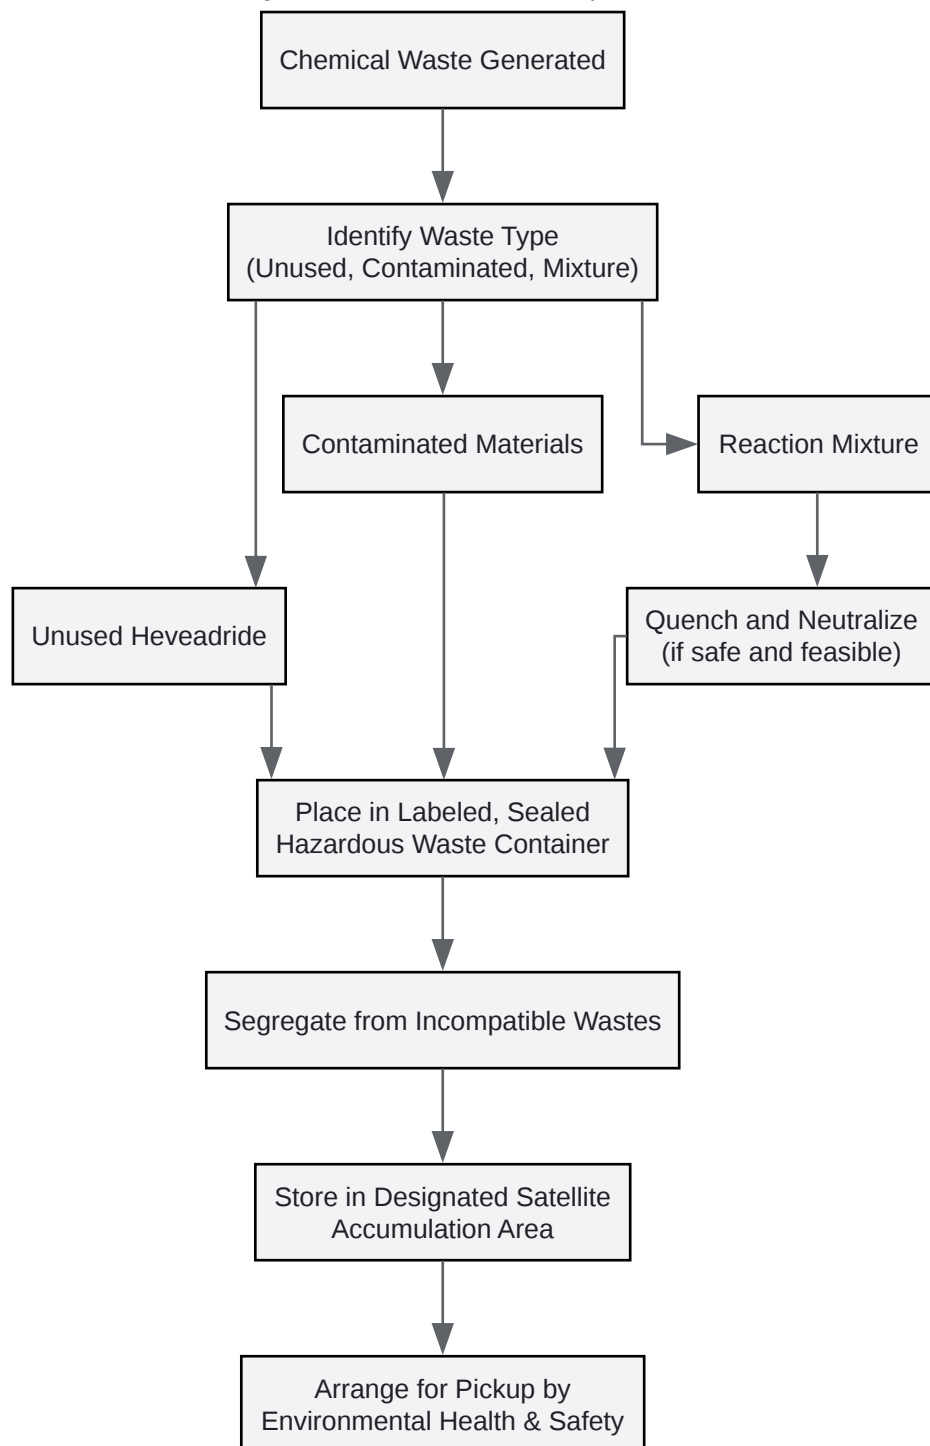 Chemical Waste Generated
Identify Waste Type
(Unused, Contaminated, Mixture)
Contaminated Materials
Reaction Mixture
Unused Heveadride
Quench and Neutralize
(if safe and feasible)
Place in Labeled, Sealed
Hazardous Waste Container
Segregate from Incompatible Wastes
Store in Designated Satellite
Accumulation Area
Arrange for Pickup by
Environmental Health & Safety